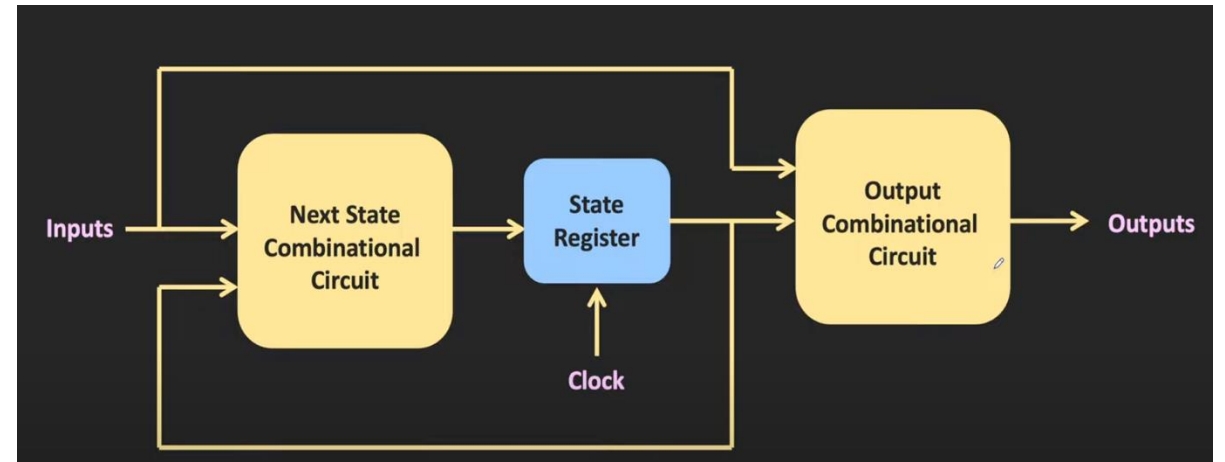 Inputs
Next State
Combinational
Circuit
State
Register
Clock
Output
Combinational
Circuit
Outputs